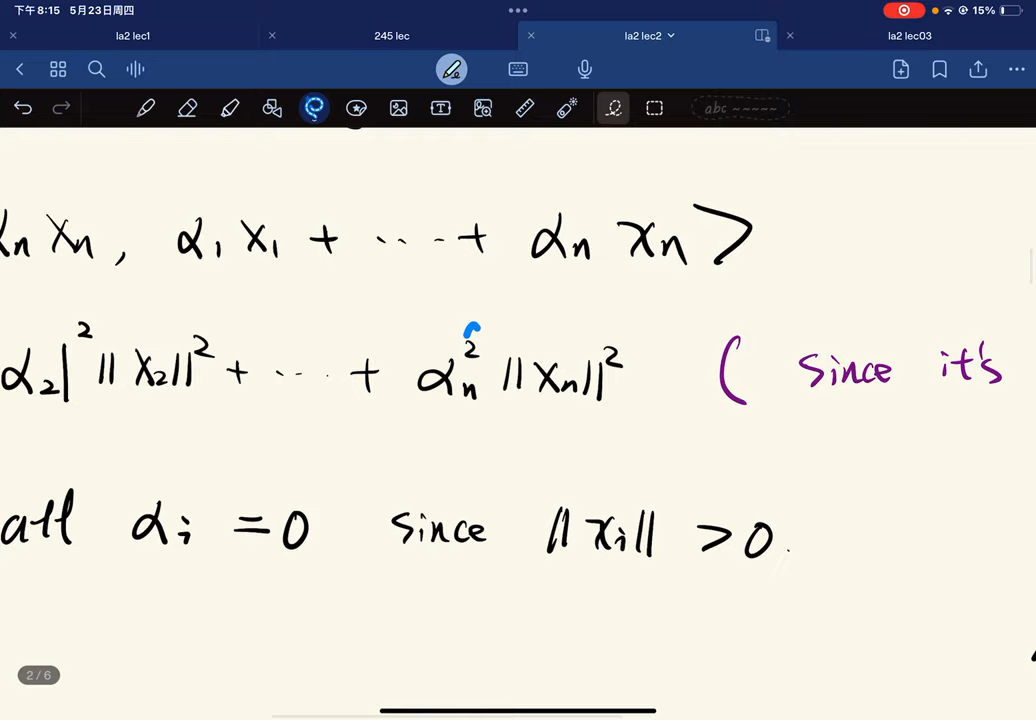 下午 8:15 5月23日周四 15%
la2 lec1 245 lec la2 lec2 la2 lec03
abc
αn xn, α1 x1 + ... + αn xn >
α2|² ||x2||² + ... + αn² ||xn||² ( since it's
all αi = 0 since ||xi|| > 0.
2 / 6